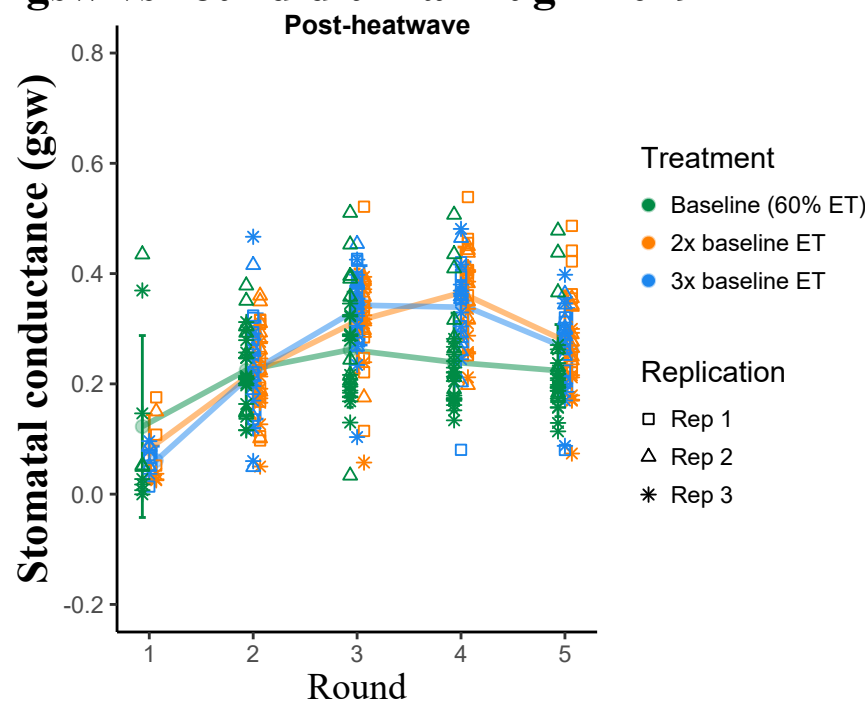 Post-heatwave
0.8
0.6
0.4
0.2
0.0
-0.2
Stomatal conductance (gsw)
1 2 3 4 5
Round
Treatment
Baseline (60% ET)
2x baseline ET
3x baseline ET
Replication
Rep 1
Rep 2
Rep 3